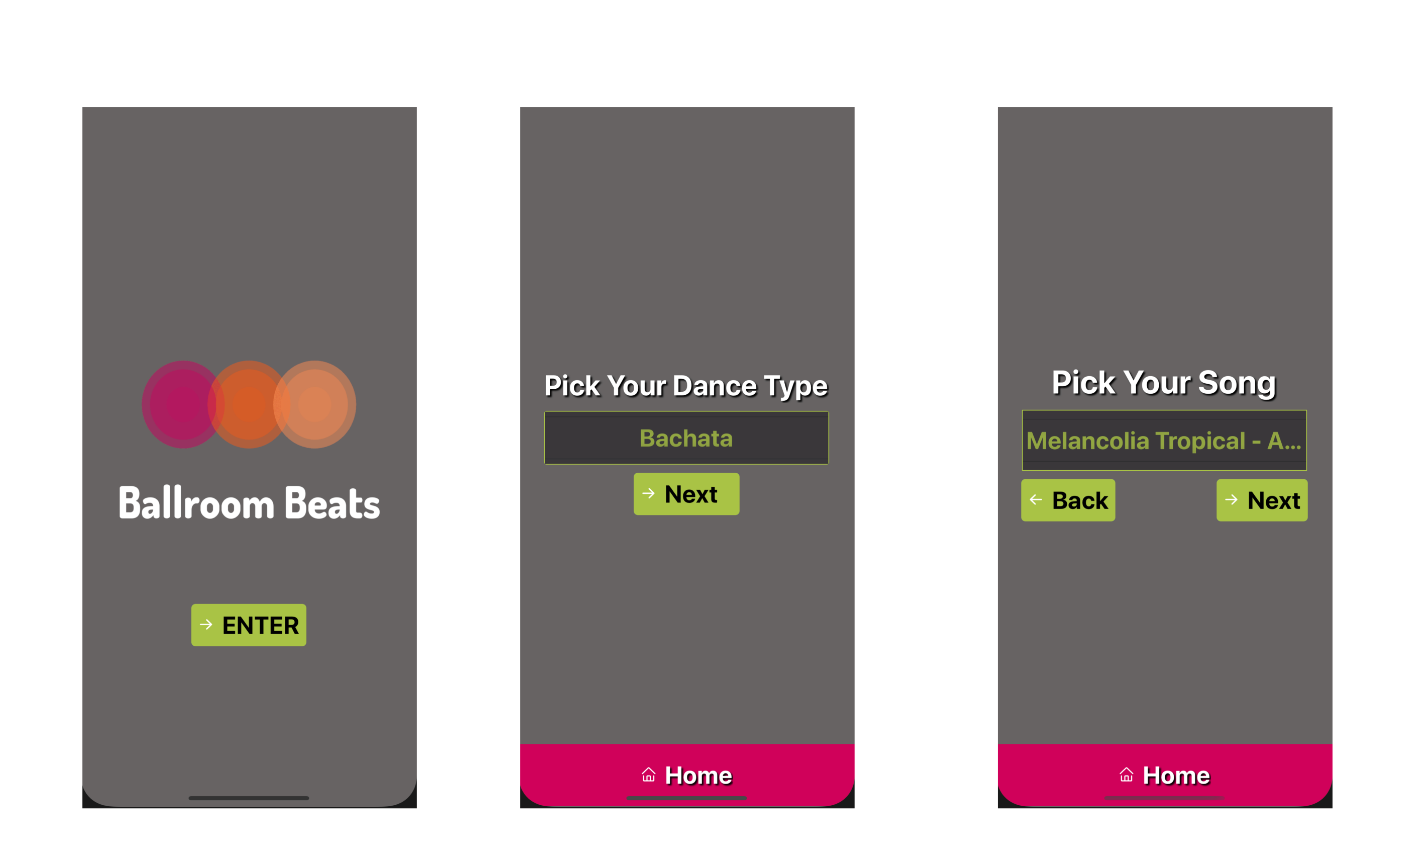 Ballroom Beats
ENTER
Pick Your Dance Type
Bachata
Next
Home
Pick Your Song
Melancolia Tropical - A...
Back
Next
Home